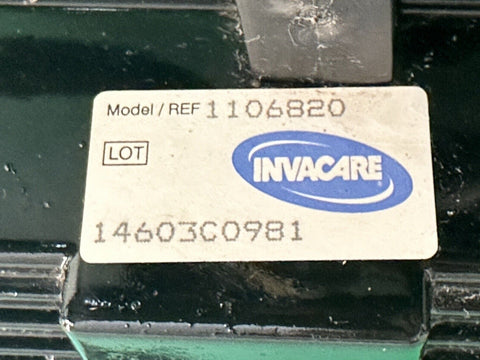 Model / REF 1106820
LOT
INVACARE
14603C0981